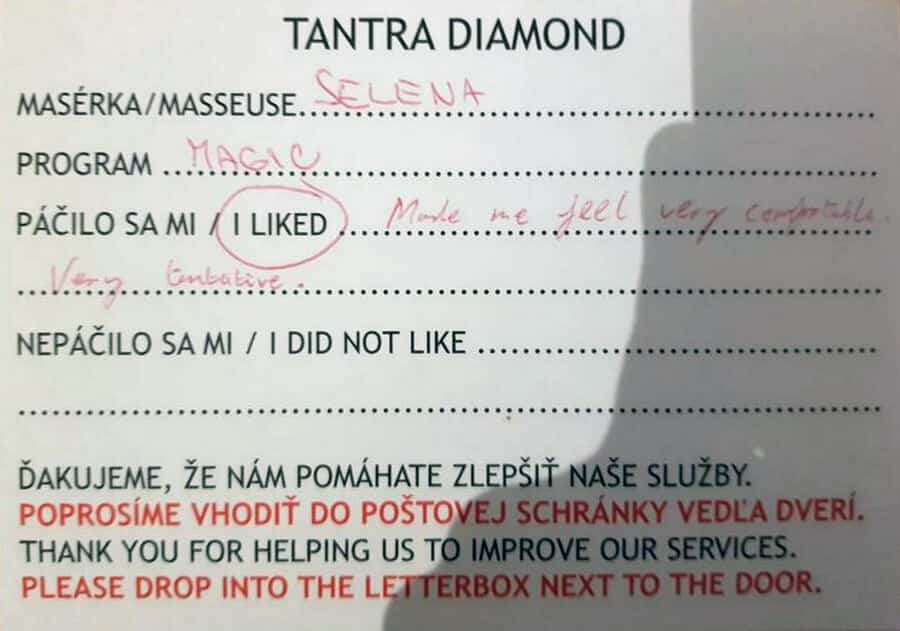 TANTRA DIAMOND
MASÉRKA/MASSEUSE SELENA
PROGRAM MAGIC
PÁČILO SA MI / I LIKED Made me feel very comfortable.
Very tentative.
NEPÁČILO SA MI / I DID NOT LIKE
ĎAKUJEME, ŽE NÁM POMÁHATE ZLEPŠIŤ NAŠE SLUŽBY.
POPROSÍME VHODIŤ DO POŠTOVEJ SCHRÁNKY VEDĽA DVERÍ.
THANK YOU FOR HELPING US TO IMPROVE OUR SERVICES.
PLEASE DROP INTO THE LETTERBOX NEXT TO THE DOOR.